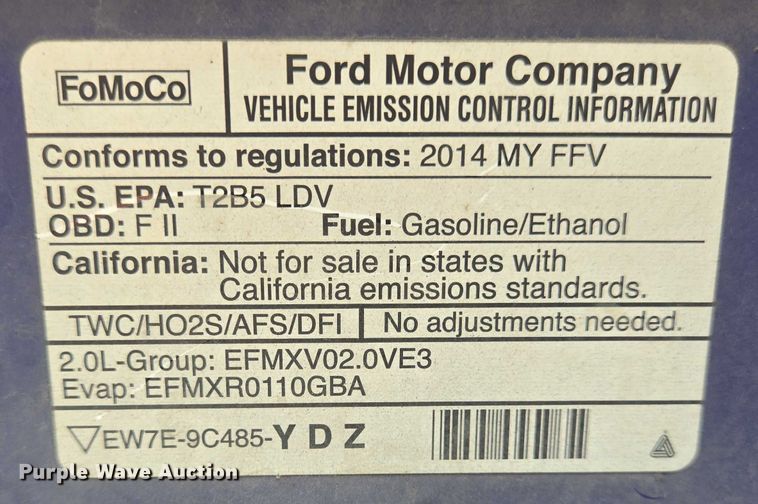 FoMoCo
Ford Motor Company
VEHICLE EMISSION CONTROL INFORMATION
Conforms to regulations: 2014 MY FFV
U.S. EPA: T2B5 LDV
OBD: F II Fuel: Gasoline/Ethanol
California: Not for sale in states with
California emissions standards.
TWC/HO2S/AFS/DFI No adjustments needed.
2.0L-Group: EFMXV02.0VE3
Evap: EFMXR0110GBA
EW7E-9C485-Y D Z
Purple Wave Auction